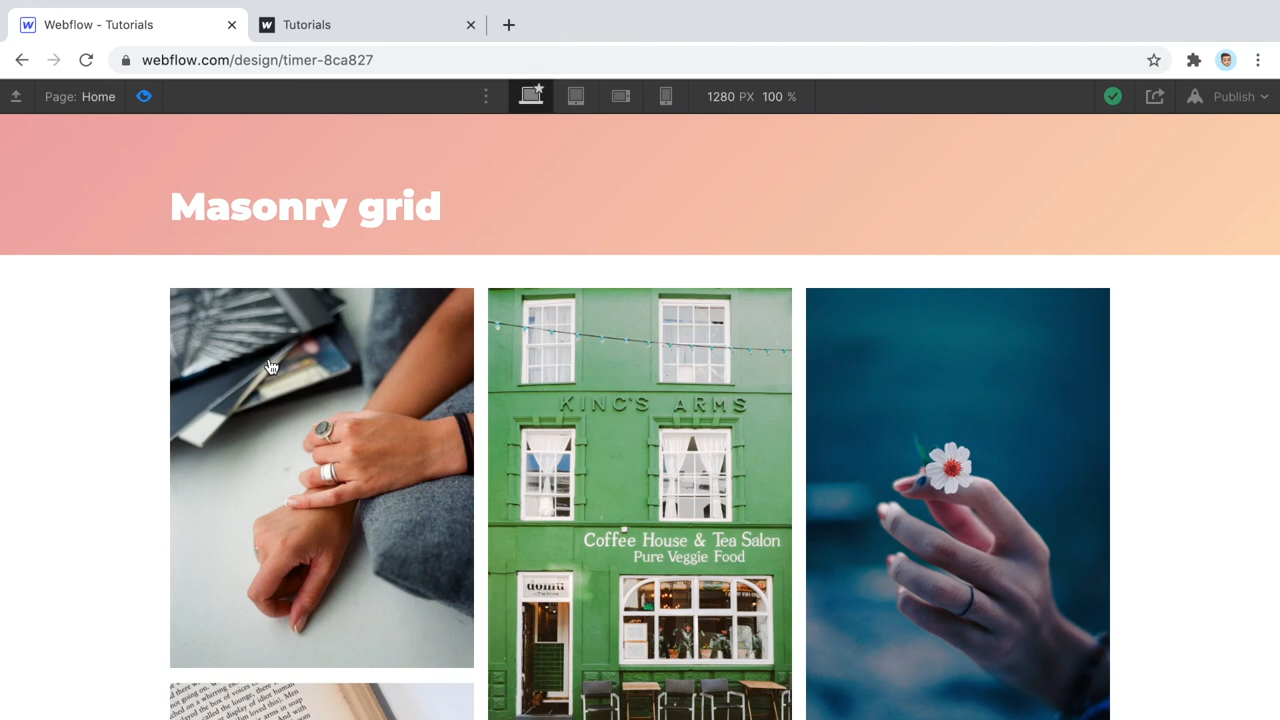 Webflow - Tutorials
Tutorials
webflow.com/design/timer-8ca827
Page: Home
1280 PX 100 %
Publish
Masonry grid
KING'S ARMS
Coffee House & Tea Salon
Pure Veggie Food
domu